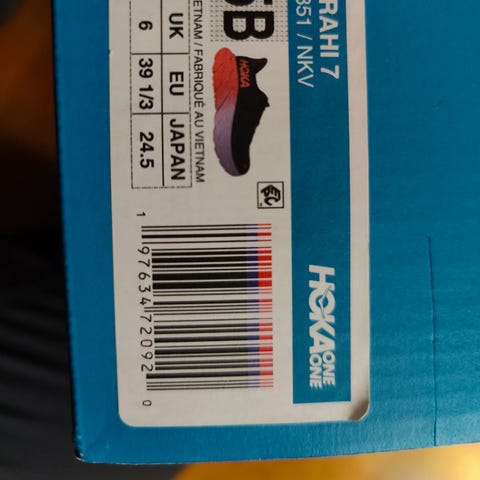 RAHI 7
351 / NKV
5B
HOKA
ETNAM / FABRIQUÉ AU VIETNAM
UK EU JAPAN
6 39 1/3 24.5
HOKA ONE ONE
1 97634 72092 0